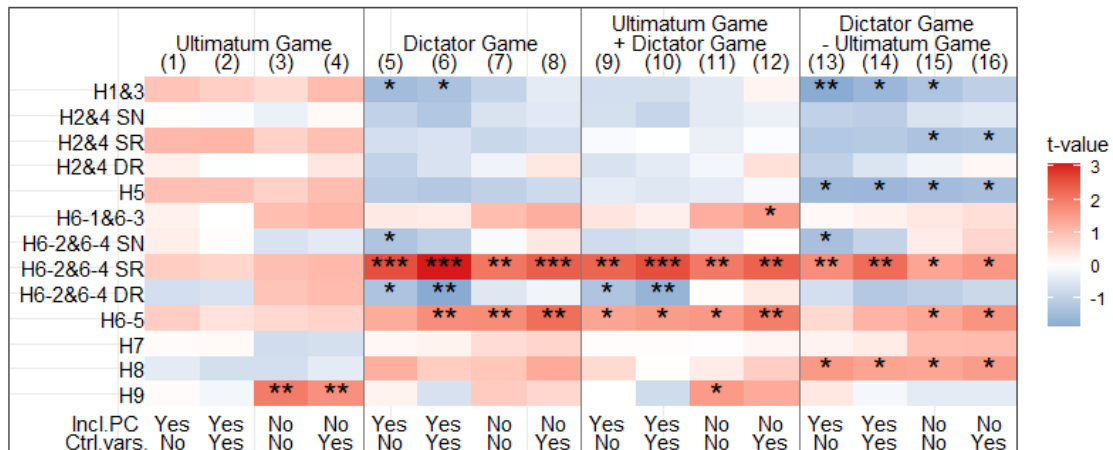 Ultimatum Game Dictator Game
Ultimatum Game Dictator Game + Dictator Game - Ultimatum Game
(1) (2) (3) (4) (5) (6) (7) (8) (9) (10) (11) (12) (13) (14) (15) (16)
H1&3 * * ** * *
H2&4 SN
H2&4 SR * *
H2&4 DR
H5 * * * *
H6-1&6-3 *
H6-2&6-4 SN * *
H6-2&6-4 SR *** *** ** *** ** *** ** ** ** ** * *
H6-2&6-4 DR * ** * **
H6-5 ** ** ** * * * ** * *
H7
H8 * * * *
H9 ** ** *
Incl.PC Yes Yes No No Yes Yes No No Yes Yes No No Yes Yes No No
Ctrl.vars. No Yes No Yes No Yes No Yes No Yes No Yes No Yes No Yes
t-value
3
2
1
0
-1